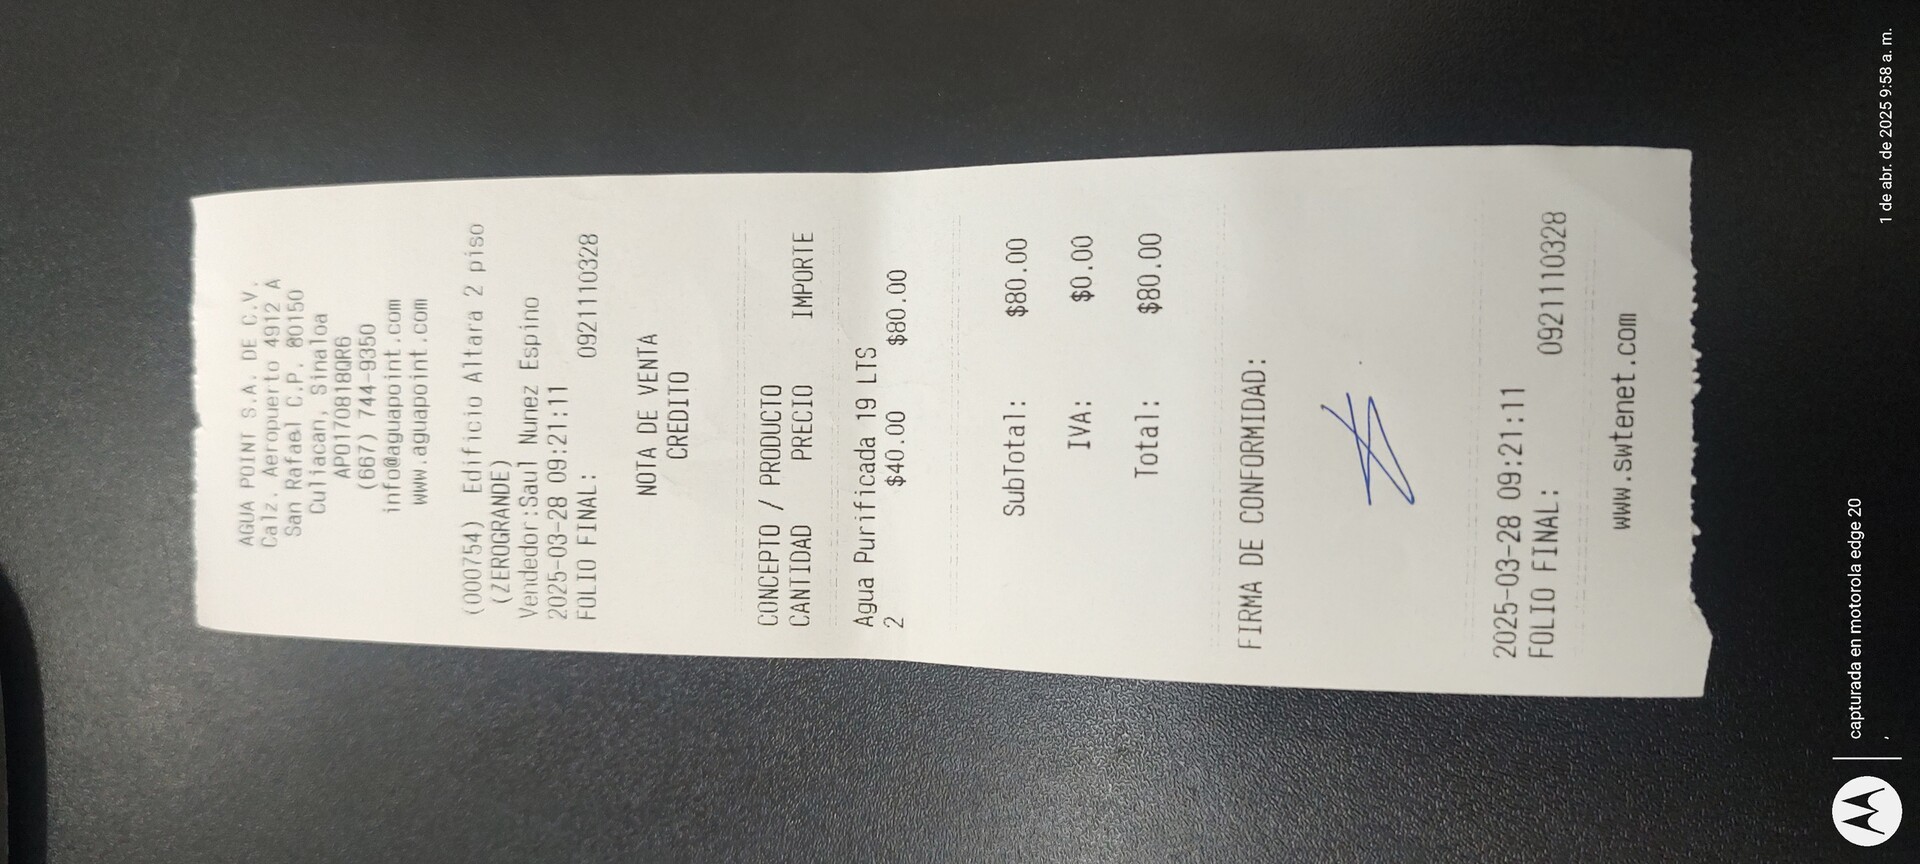 AGUA POINT S.A. DE C.V.
Calz. Aeropuerto 4912 A
San Rafael C.P. 80150
Culiacan, Sinaloa
APO170818QR6
(667) 744-9350
info@aguapoint.com
www.aguapoint.com
(000754) Edificio Altara 2 piso
(ZEROGRANDE)
Vendedor:Saul Nunez Espino
2025-03-28 09:21:11
FOLIO FINAL: 0921110328
NOTA DE VENTA
CREDITO
CONCEPTO / PRODUCTO
CANTIDAD PRECIO IMPORTE
Agua Purificada 19 LTS
2 $40.00 $80.00
SubTotal: $80.00
IVA: $0.00
Total: $80.00
FIRMA DE CONFORMIDAD:
2025-03-28 09:21:11
FOLIO FINAL: 0921110328
www.swtenet.com
capturada en motorola edge 20
, 1 de abr. de 2025 9:58 a. m.